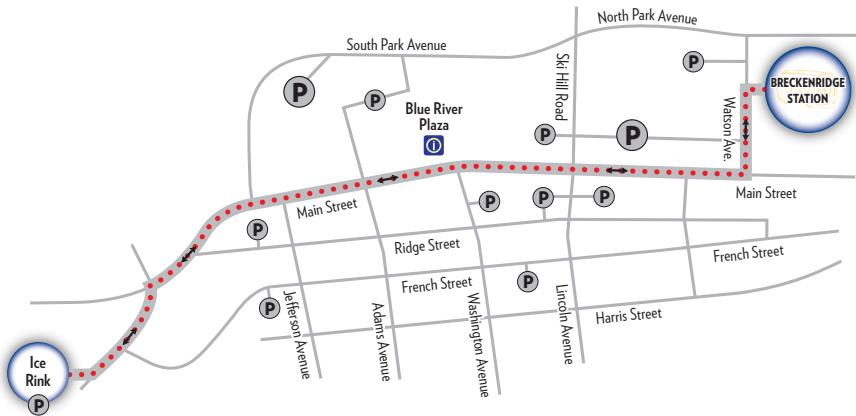 North Park Avenue
South Park Avenue
P
P
P
Ski Hill Road
BRECKENRIDGE
STATION
Blue River
Plaza
i
P
P
Watson Ave.
Main Street
Main Street
P
P
P
P
Ridge Street
French Street
French Street
P
P
Jefferson Avenue
Adams Avenue
Washington Avenue
Lincoln Avenue
Harris Street
Ice
Rink
P